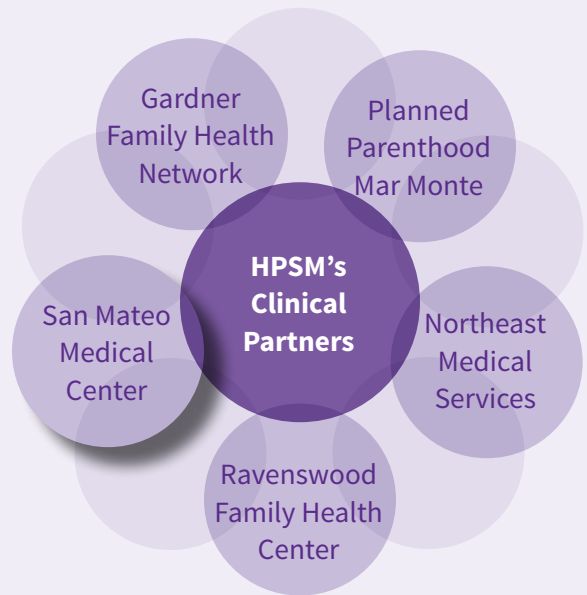 Gardner
Family Health
Network
Planned
Parenthood
Mar Monte
HPSM’s
Clinical
Partners
San Mateo
Medical
Center
Northeast
Medical
Services
Ravenswood
Family Health
Center